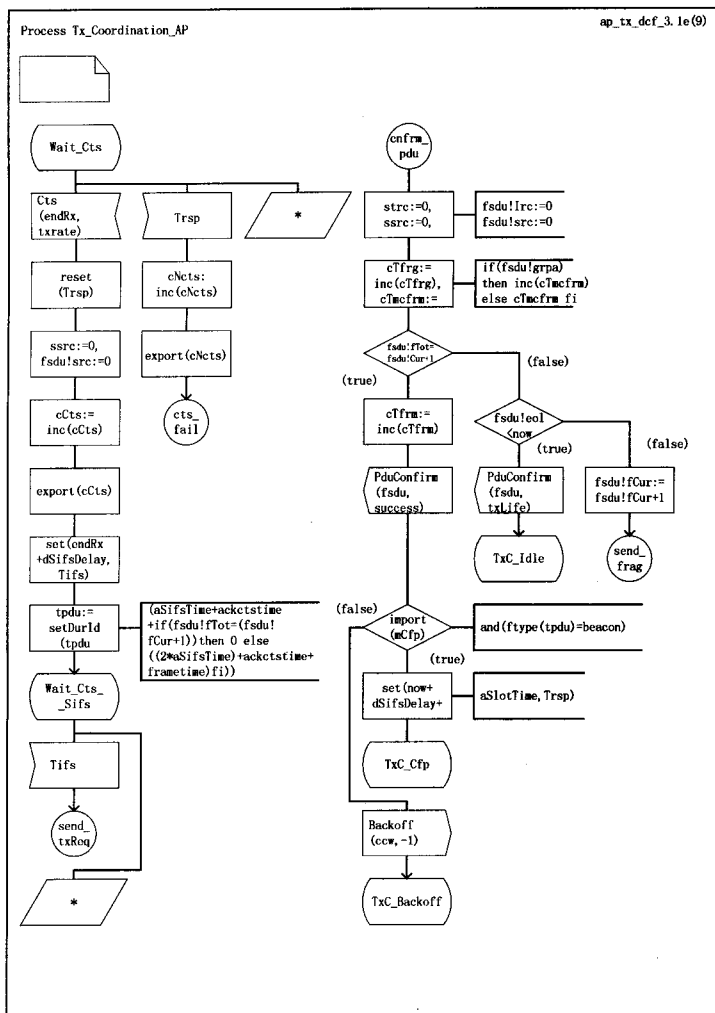 Process Tx_Coordination_AP
ap_tx_dcf_3.1e(9)
Wait_Cts
Cts
(endRx,
txrate)
Trsp
*
reset
(Trsp)
cNcts:
inc(cNcts)
ssrc:=0,
fsdu!src:=0
export(cNcts)
cCts:=
inc(cCts)
cts_
fail
export(cCts)
set(endRx
+dSifsDelay,
Tifs)
tpdu:=
setDurId
(tpdu
(aSifsTime+ackctstime
+if(fsdu!fTot=(fsdu!
fCur+1))then 0 else
((2*aSifsTime)+ackctstime+
frametime)fi))
Wait_Cts
_Sifs
Tifs
send_
txReq
*
cnfrm_
pdu
strc:=0,
ssrc:=0,
fsdu!Irc:=0
fsdu!src:=0
cTfrg:=
inc(cTfrg),
cTmcfrm:=
if(fsdu!grpa)
then inc(cTmcfrm)
else cTmcfrm fi
fsdu!fTot=
fsdu!Cur+1
(true)
(false)
cTfrm:=
inc(cTfrm)
fsdu!eol
<now
(true)
(false)
PduConfirm
(fsdu,
success)
PduConfirm
(fsdu,
txLife)
fsdu!fCur:=
fsdu!fCur+1
TxC_Idle
send_
frag
(false)
import
(mCfp)
and(ftype(tpdu)=beacon)
(true)
set(now+
dSifsDelay+
aSlotTime,Trsp)
TxC_Cfp
Backoff
(ccw,-1)
TxC_Backoff